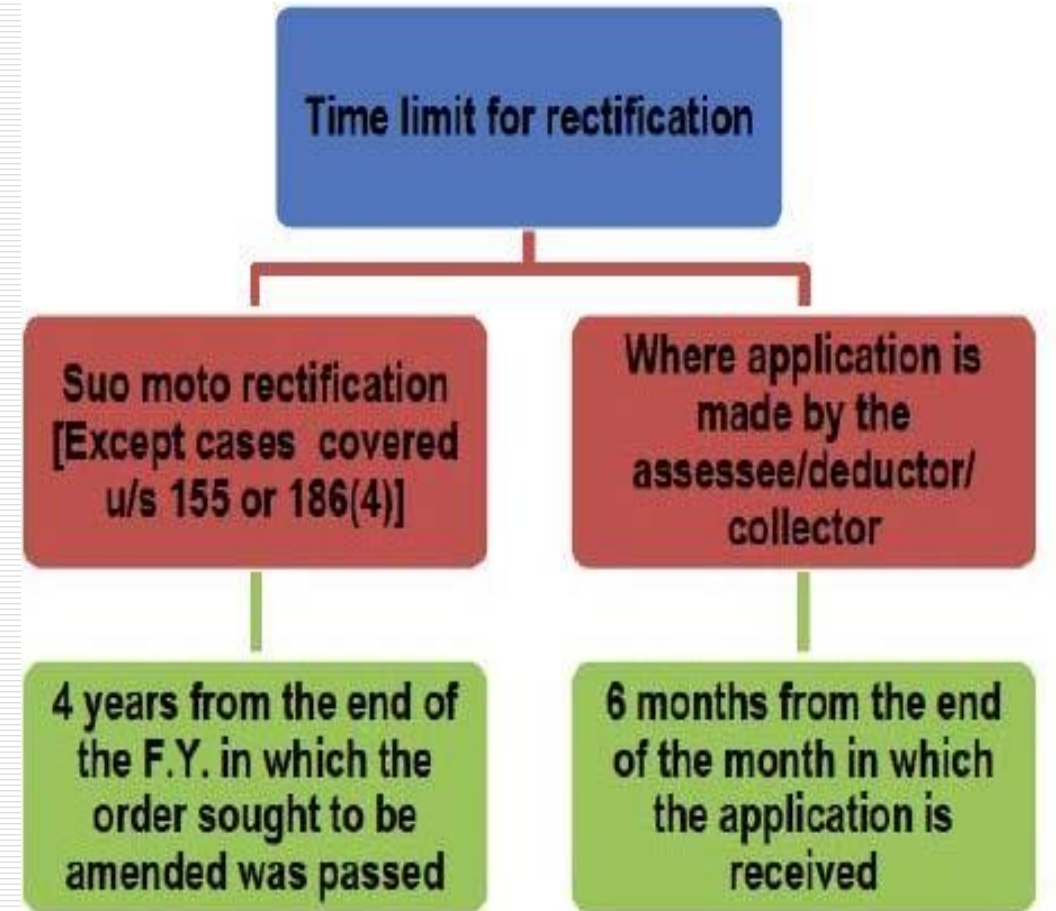 Time limit for rectification
Suo moto rectification
[Except cases covered
u/s 155 or 186(4)]
4 years from the end of
the F.Y. in which the
order sought to be
amended was passed
Where application is
made by the
assessee/deductor/
collector
6 months from the end
of the month in which
the application is
received